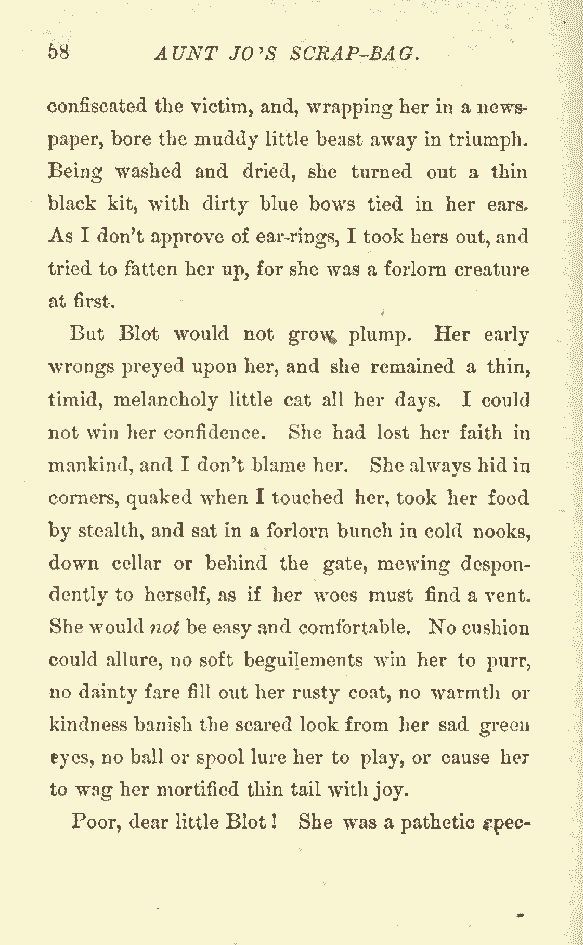 58 AUNT JO'S SCRAP-BAG.
confiscated the victim, and, wrapping her in a news-
paper, bore the muddy little beast away in triumph.
Being washed and dried, she turned out a thin
black kit, with dirty blue bows tied in her ears.
As I don't approve of ear-rings, I took hers out, and
tried to fatten her up, for she was a forlorn creature
at first.
But Blot would not grow plump. Her early
wrongs preyed upon her, and she remained a thin,
timid, melancholy little cat all her days. I could
not win her confidence. She had lost her faith in
mankind, and I don't blame her. She always hid in
corners, quaked when I touched her, took her food
by stealth, and sat in a forlorn bunch in cold nooks,
down cellar or behind the gate, mewing despon-
dently to herself, as if her woes must find a vent.
She would not be easy and comfortable. No cushion
could allure, no soft beguilements win her to purr,
no dainty fare fill out her rusty coat, no warmth or
kindness banish the scared look from her sad green
eyes, no ball or spool lure her to play, or cause her
to wag her mortified thin tail with joy.
Poor, dear little Blot! She was a pathetic spec-